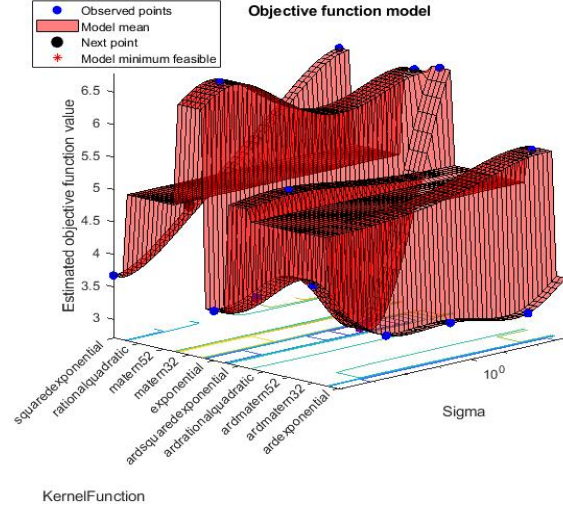 Objective function model
Observed points
Model mean
Next point
Model minimum feasible
Estimated objective function value
6.5
6
5.5
5
4.5
4
3.5
3
squaredexponential
rationalquadratic
matern52
matern32
exponential
ardsquaredexponential
ardrationalquadratic
ardmatern52
ardmatern32
ardexponential
10^0
Sigma
KernelFunction